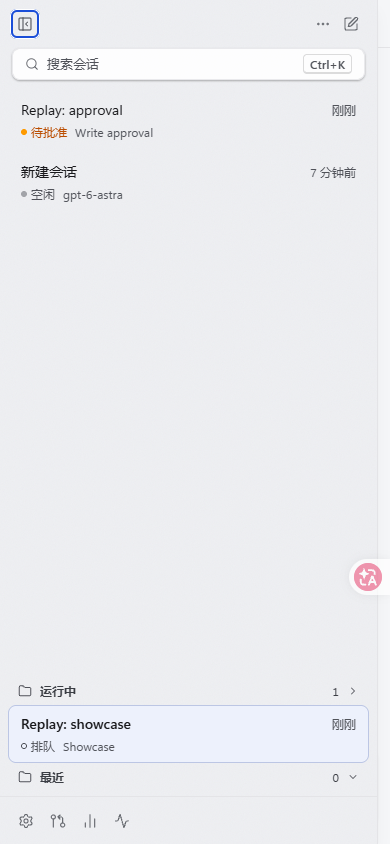 搜索会话 Ctrl+K
Replay: approval 刚刚
待批准 Write approval
新建会话 7 分钟前
空闲 gpt-6-astra
运行中 1
Replay: showcase 刚刚
排队 Showcase
最近 0